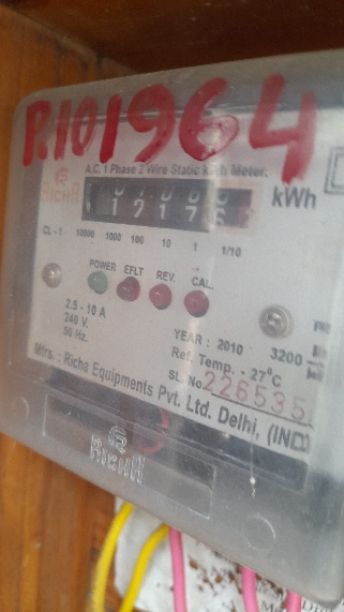 P.101964
A.C. 1 Phase 2 Wire Static kWh Meter.
RICHA
kWh
CL - 1 10000 1000 100 10 1 1/10
POWER EFLT REV. CAL.
2.5 - 10 A
240 V.
50 Hz.
YEAR : 2010 3200
Ref. Temp. - 27°C
SL. No. 226535
Mfrs. : Richa Equipments Pvt. Ltd. Delhi, (IND
RICHA